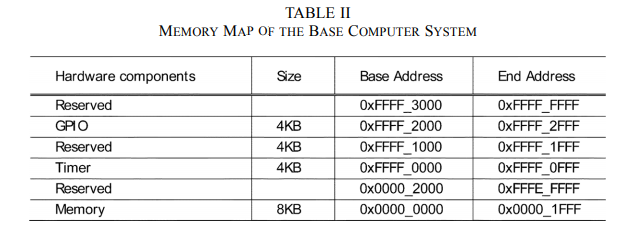 TABLE II
MEMORY MAP OF THE BASE COMPUTER SYSTEM
Hardware components Size Base Address End Address
Reserved 0xFFFF_3000 0xFFFF_FFFF
GPIO 4KB 0xFFFF_2000 0xFFFF_2FFF
Reserved 4KB 0xFFFF_1000 0xFFFF_1FFF
Timer 4KB 0xFFFF_0000 0xFFFF_0FFF
Reserved 0x0000_2000 0xFFFE_FFFF
Memory 8KB 0x0000_0000 0x0000_1FFF